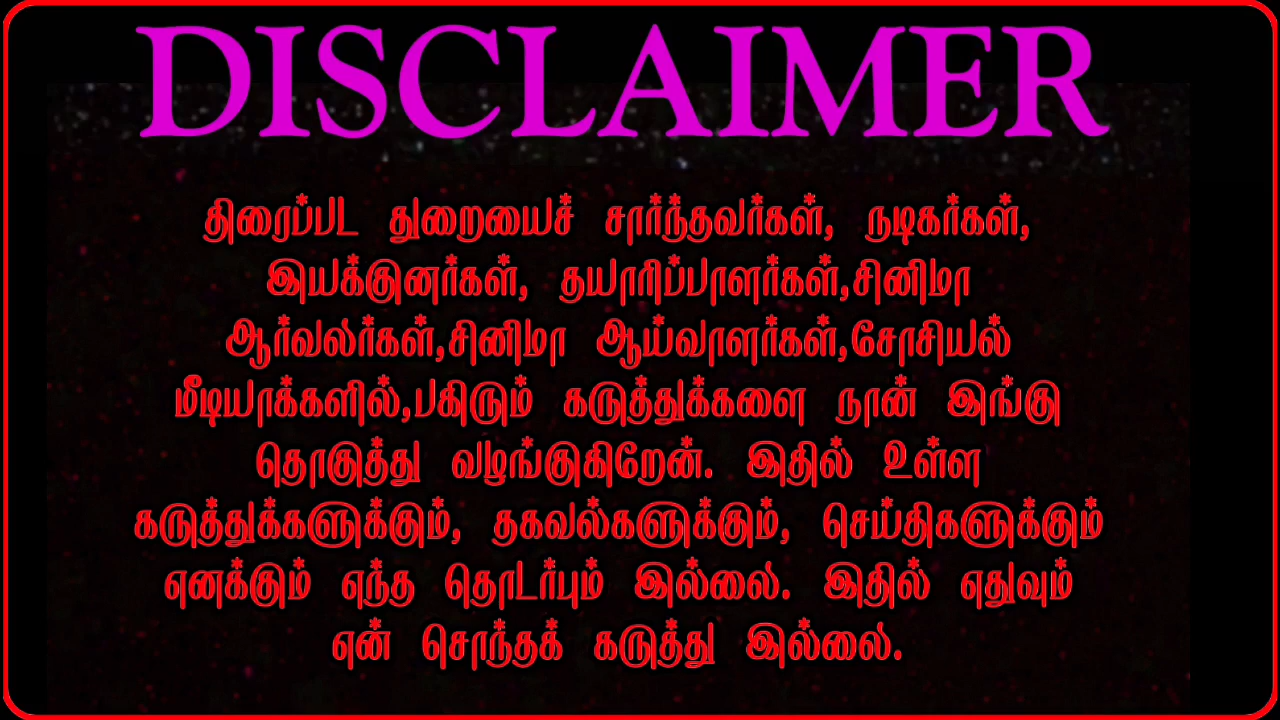 DISCLAIMER
திரைப்பட துறையைச் சார்ந்தவர்கள், நடிகர்கள்,
இயக்குனர்கள், தயாரிப்பாளர்கள்,சினிமா
ஆர்வலர்கள்,சினிமா ஆய்வாளர்கள்,சோசியல்
மீடியாக்களில்,பகிரும் கருத்துக்களை நான் இங்கு
தொகுத்து வழங்குகிறேன். இதில் உள்ள
கருத்துக்களுக்கும், தகவல்களுக்கும், செய்திகளுக்கும்
எனக்கும் எந்த தொடர்பும் இல்லை. இதில் எதுவும்
என் சொந்தக் கருத்து இல்லை.